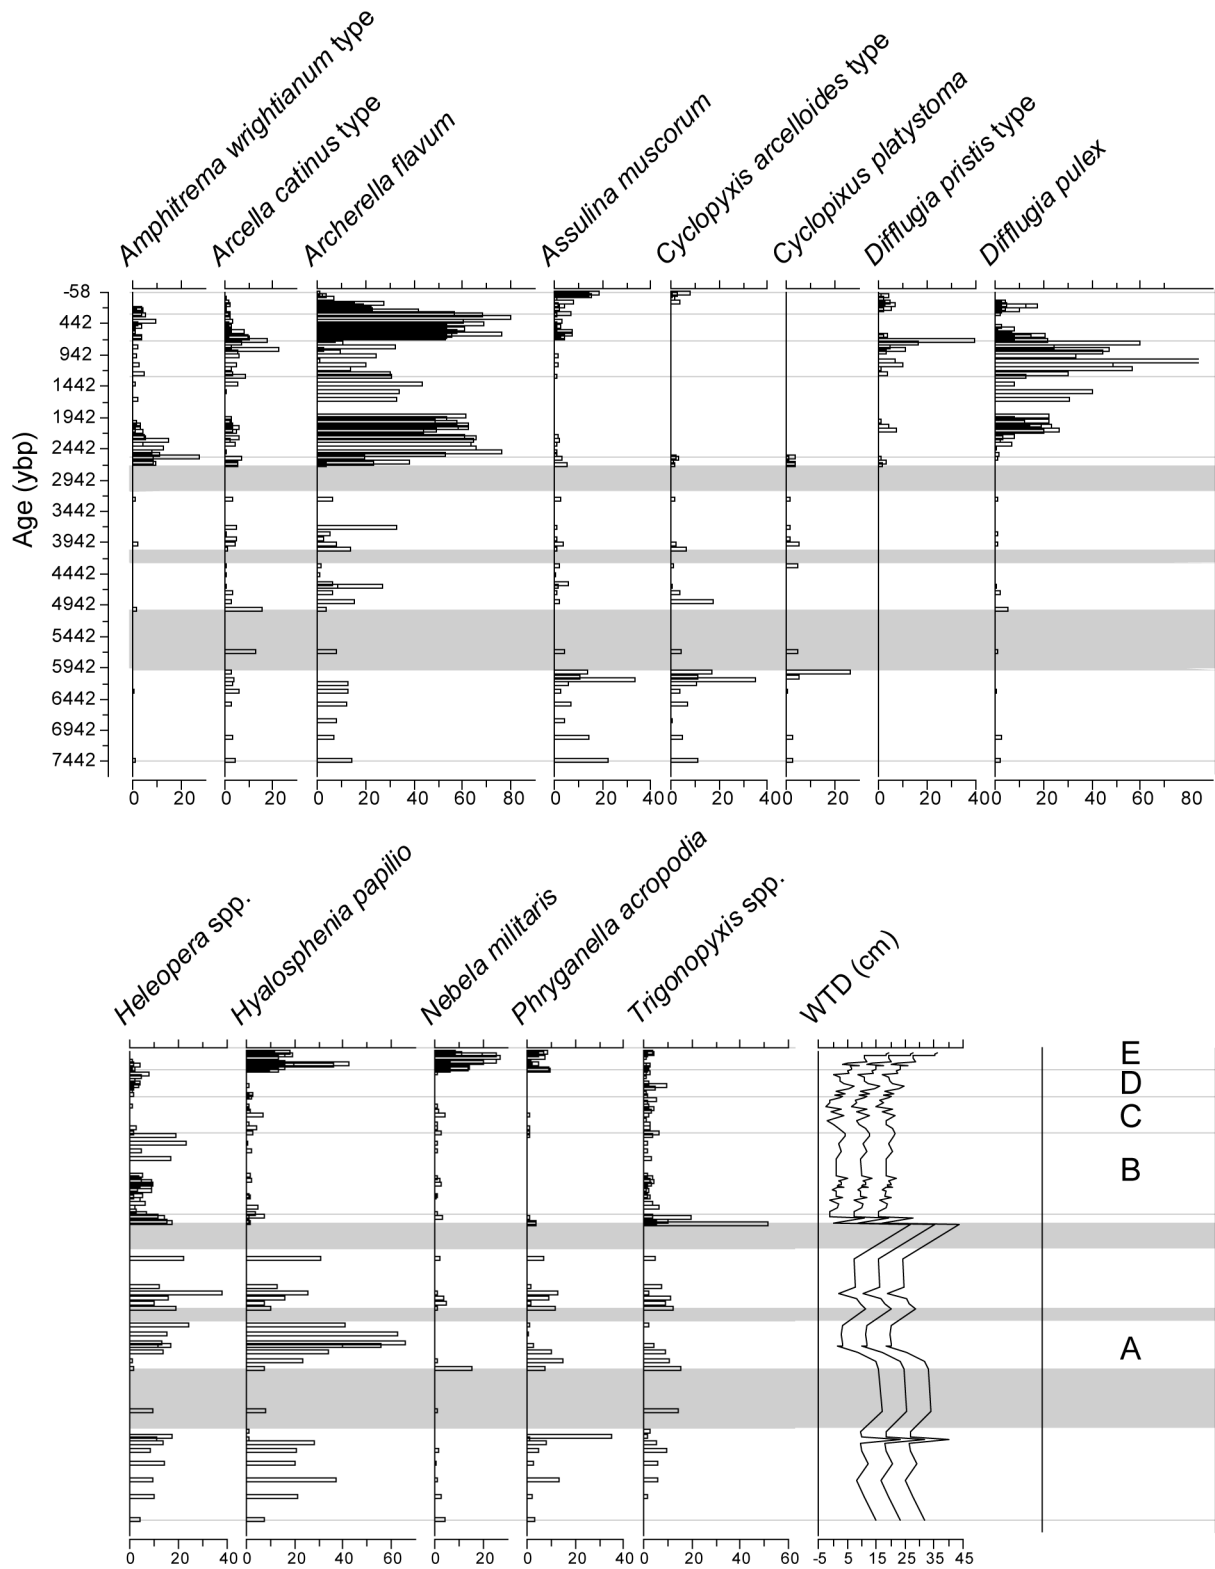 Amphitrema wrightianum type
Arcella catinus type
Archerella flavum
Assulina muscorum
Cyclopyxis arcelloides type
Cyclopixus platystoma
Difflugia pristis type
Difflugia pulex
Age (ybp)
-58
442
942
1442
1942
2442
2942
3442
3942
4442
4942
5442
5942
6442
6942
7442
0 20 0 20 0 20 40 60 80 0 20 40 0 20 40 0 20 0 20 40 0 20 40 60 80
Heleopera spp.
Hyalosphenia papilio
Nebela militaris
Phryganella acropodia
Trigonopyxis spp.
WTD (cm)
E
D
C
B
A
0 20 40 0 20 40 60 0 20 0 20 40 0 20 40 60 -5 5 15 25 35 45